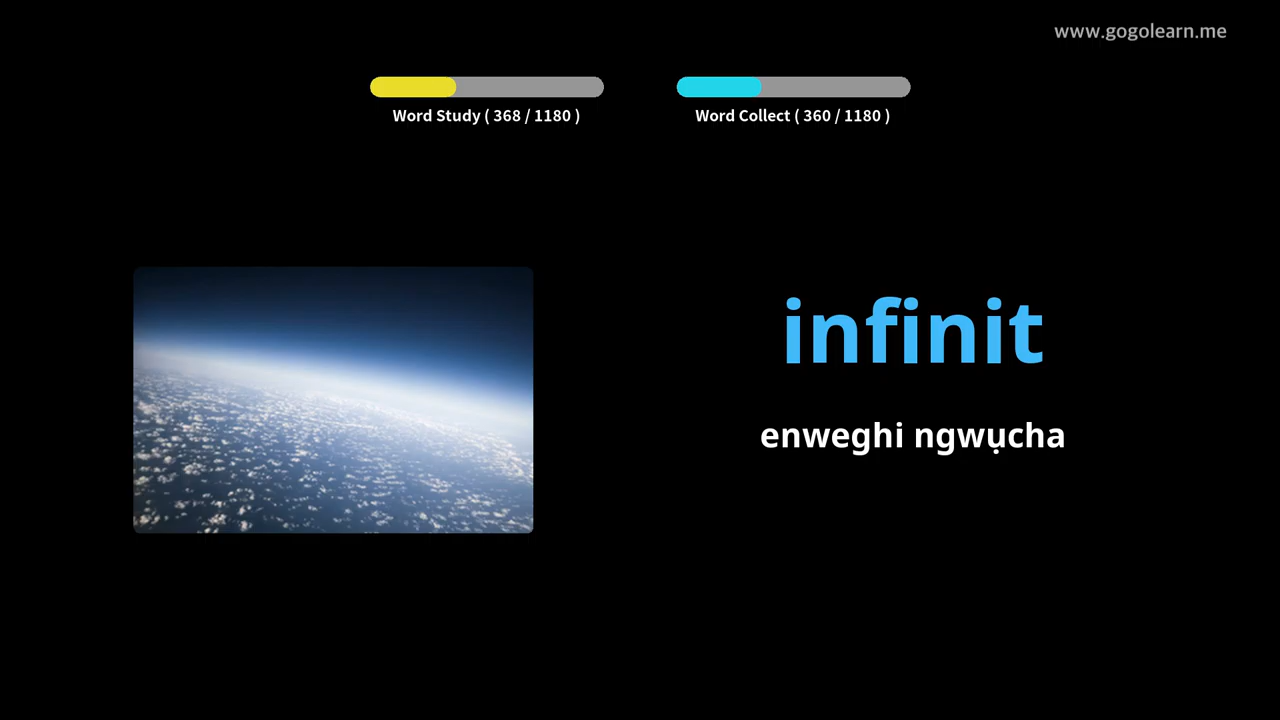 www.gogolearn.me
Word Study ( 368 / 1180 )
Word Collect ( 360 / 1180 )
infinit
enweghi ngwụcha